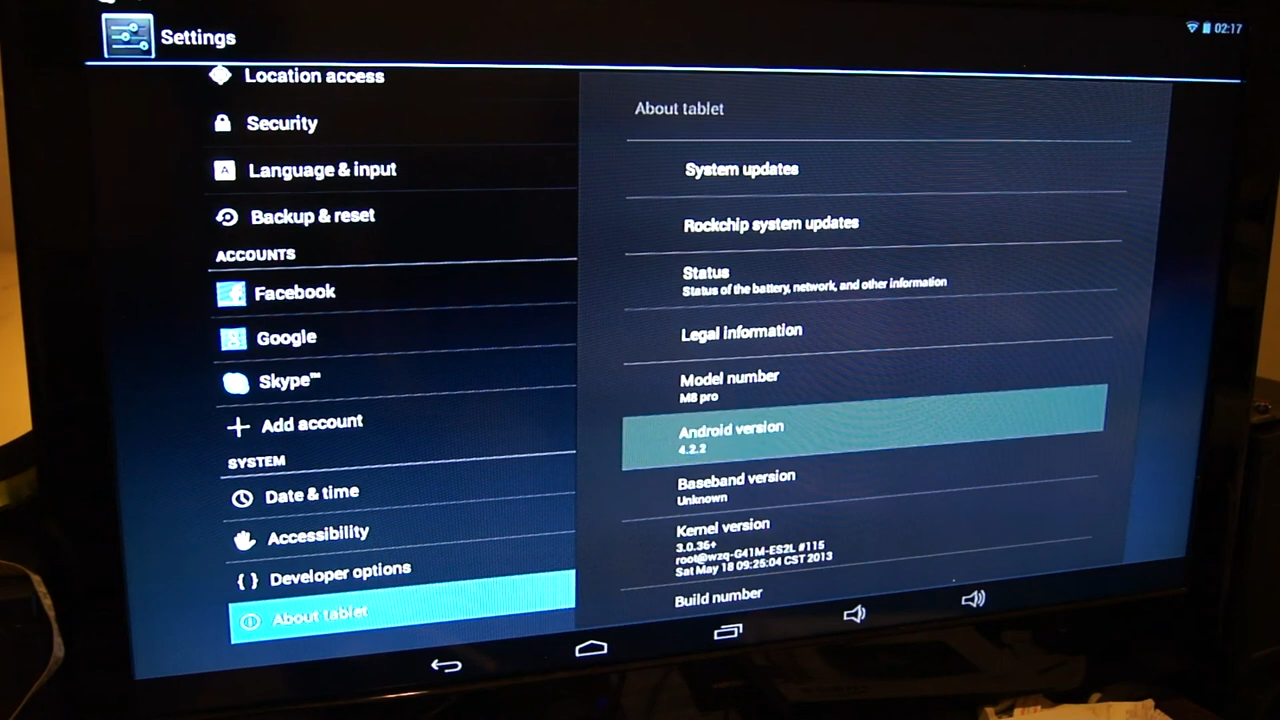 Settings
02:17
Location access
Security
Language & input
Backup & reset
ACCOUNTS
Facebook
Google
Skype™
Add account
SYSTEM
Date & time
Accessibility
{ } Developer options
About tablet
About tablet
System updates
Rockchip system updates
Status
Status of the battery, network, and other information
Legal information
Model number
M8 pro
Android version
4.2.2
Baseband version
Unknown
Kernel version
3.0.36+
root@wzq-G41M-ES2L #115
Sat May 18 09:25:04 CST 2013
Build number